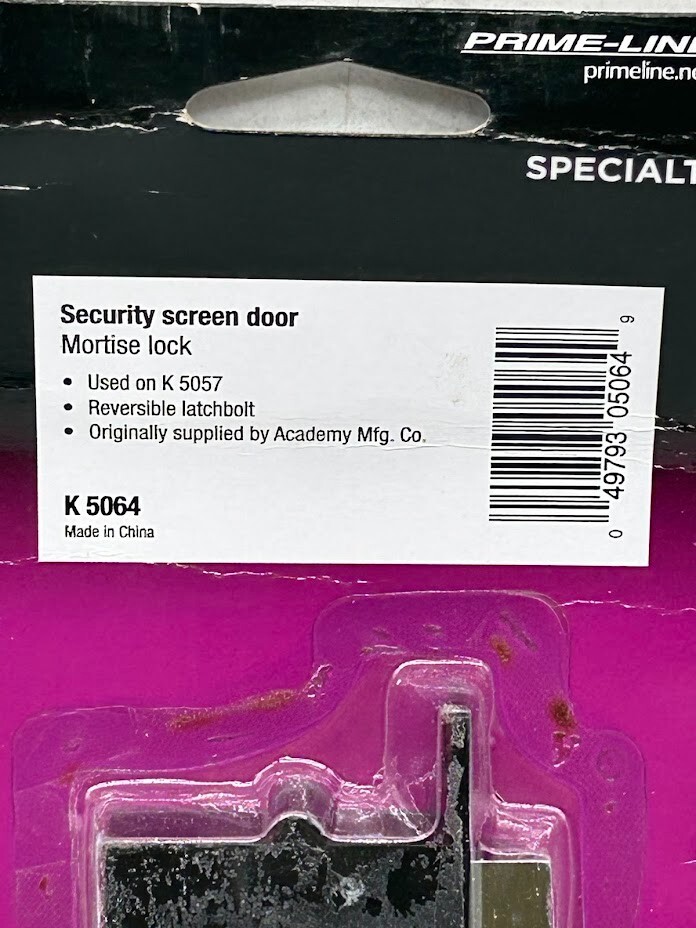 PRIME-LIN
primeline.n
SPECIALT
Security screen door
Mortise lock
• Used on K 5057
• Reversible latchbolt
• Originally supplied by Academy Mfg. Co.
K 5064
Made in China
0 49793 05064 9